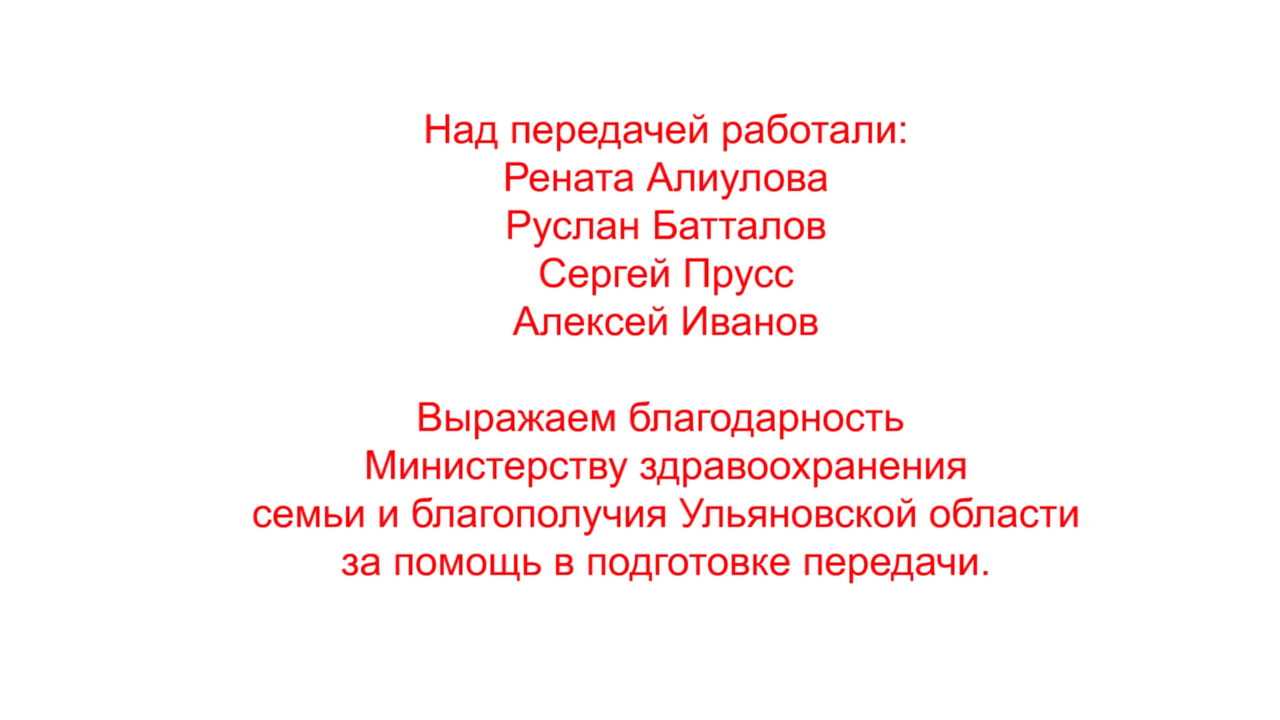 Над передачей работали:
Рената Алиулова
Руслан Батталов
Сергей Прусс
Алексей Иванов
Выражаем благодарность
Министерству здравоохранения
семьи и благополучия Ульяновской области
за помощь в подготовке передачи.